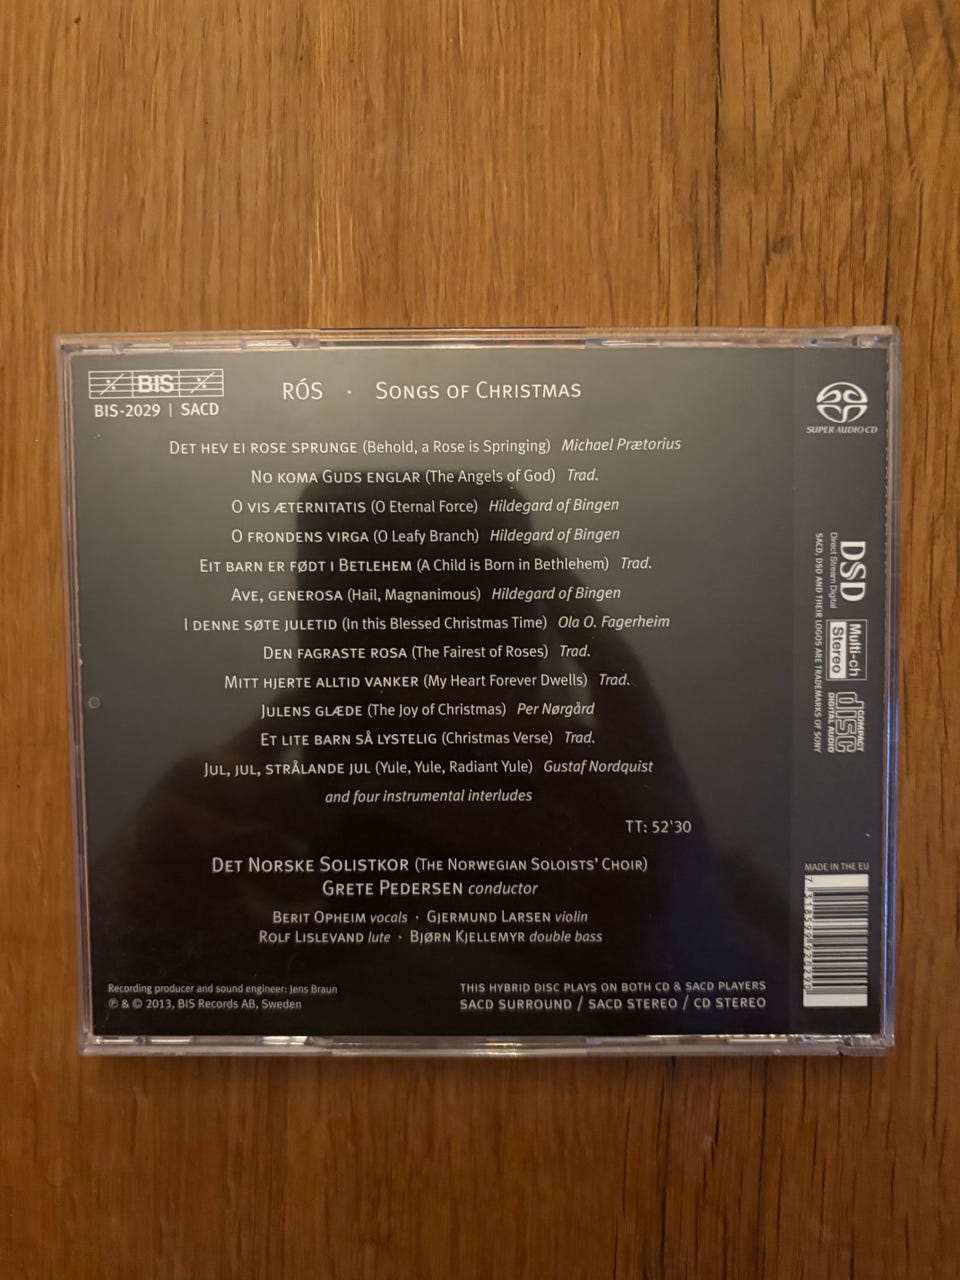 BIS
BIS-2029 | SACD
RÓS · SONGS OF CHRISTMAS
DET HEV EI ROSE SPRUNGE (Behold, a Rose is Springing) Michael Prætorius
NO KOMA GUDS ENGLAR (The Angels of God) Trad.
O VIS ÆTERNITATIS (O Eternal Force) Hildegard of Bingen
O FRONDENS VIRGA (O Leafy Branch) Hildegard of Bingen
EIT BARN ER FØDT I BETLEHEM (A Child is Born in Bethlehem) Trad.
AVE, GENEROSA (Hail, Magnanimous) Hildegard of Bingen
I DENNE SØTE JULETID (In this Blessed Christmas Time) Ola O. Fagerheim
DEN FAGRASTE ROSA (The Fairest of Roses) Trad.
MITT HJERTE ALLTID VANKER (My Heart Forever Dwells) Trad.
JULENS GLÆDE (The Joy of Christmas) Per Nørgård
ET LITE BARN SÅ LYSTELIG (Christmas Verse) Trad.
JUL, JUL, STRÅLANDE JUL (Yule, Yule, Radiant Yule) Gustaf Nordquist
and four instrumental interludes
TT: 52'30
DET NORSKE SOLISTKOR (THE NORWEGIAN SOLOISTS' CHOIR)
GRETE PEDERSEN conductor
BERIT OPHEIM vocals · GJERMUND LARSEN violin
ROLF LISLEVAND lute · BJØRN KJELLEMYR double bass
Recording producer and sound engineer: Jens Braun
℗ & © 2013, BIS Records AB, Sweden
THIS HYBRID DISC PLAYS ON BOTH CD & SACD PLAYERS
SACD SURROUND / SACD STEREO / CD STEREO
SUPER AUDIO CD
DSD
Direct Stream Digital
SACD, DSD AND THEIR LOGOS ARE TRADEMARKS OF SONY
Multi-ch
Stereo
COMPACT
disc
DIGITAL AUDIO
MADE IN THE EU
7 318599 920290